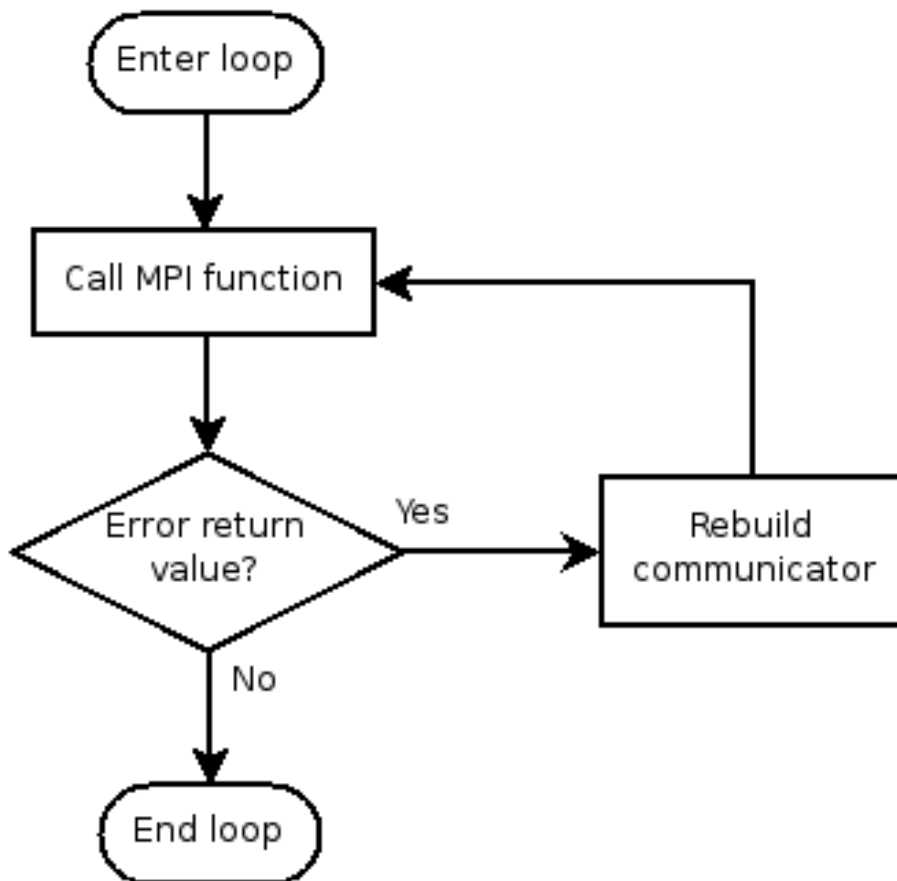 Enter loop
Call MPI function
Error return
value?
Yes
Rebuild
communicator
No
End loop